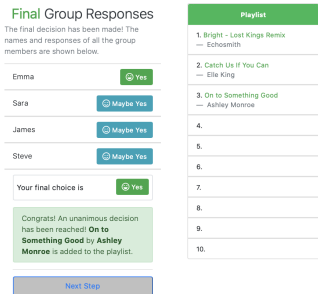 Final Group Responses
The final decision has been made! The
names and responses of all the group
members are shown below.
Emma Yes
Sara Maybe Yes
James Maybe Yes
Steve Maybe Yes
Your final choice is Yes
Congrats! An unanimous decision
has been reached! On to
Something Good by Ashley
Monroe is added to the playlist.
Next Step
Playlist
1. Bright - Lost Kings Remix
— Echosmith
2. Catch Us If You Can
— Elle King
3. On to Something Good
— Ashley Monroe
4.
5.
6.
7.
8.
9.
10.